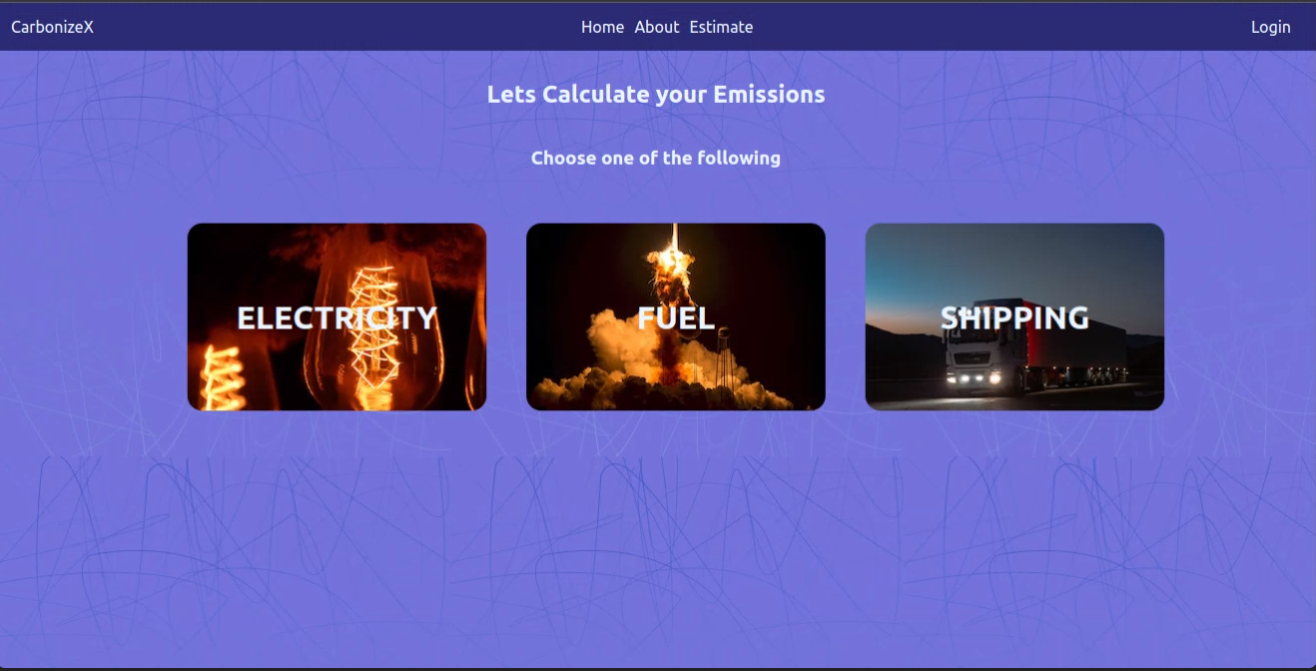 CarbonizeX Home About Estimate Login
Lets Calculate your Emissions
Choose one of the following
ELECTRICITY FUEL SHIPPING